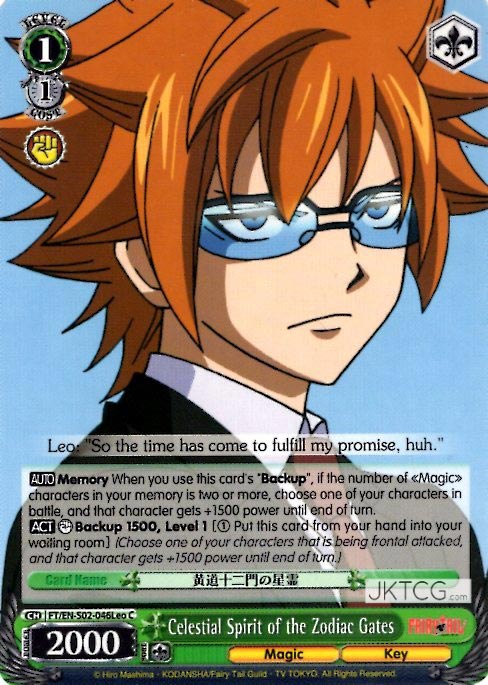 LEVEL
1
1
COST
Leo: "So the time has come to fulfill my promise, huh."
AUTO Memory When you use this card's "Backup", if the number of «Magic»
characters in your memory is two or more, choose one of your characters in
battle, and that character gets +1500 power until end of turn.
ACT Backup 1500, Level 1 [① Put this card from your hand into your
waiting room] (Choose one of your characters that is being frontal attacked,
and that character gets +1500 power until end of turn.)
Card Name 黄道十二門の星霊
JKTCG.com
CH FT/EN-S02-046Leo C
Celestial Spirit of the Zodiac Gates
FAIRY TAIL
POWER 2000 SOUL
Magic Key
© Hiro Mashima・KODANSHA/Fairy Tail Guild・TV TOKYO. All Rights Reserved.